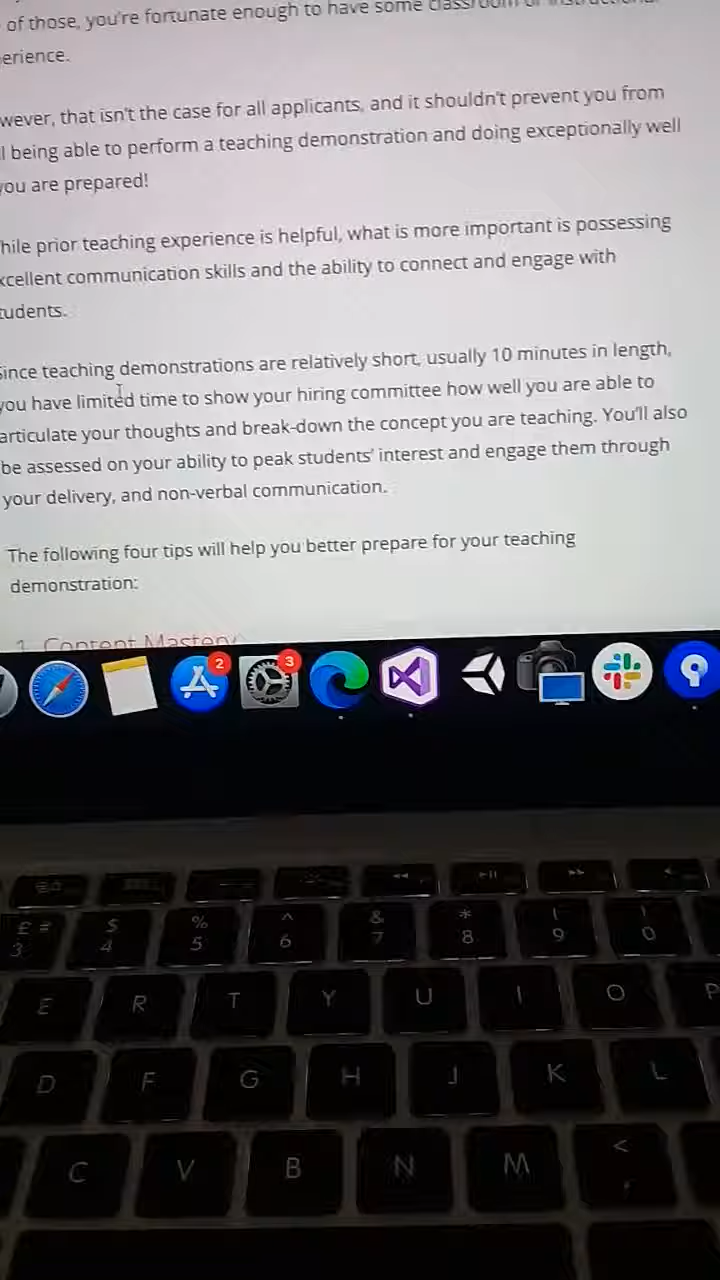 of those, you're fortunate enough to have some classroom or
erience.
wever, that isn't the case for all applicants, and it shouldn't prevent you from
l being able to perform a teaching demonstration and doing exceptionally well
you are prepared!
hile prior teaching experience is helpful, what is more important is possessing
xcellent communication skills and the ability to connect and engage with
tudents.
Since teaching demonstrations are relatively short, usually 10 minutes in length,
you have limited time to show your hiring committee how well you are able to
articulate your thoughts and break-down the concept you are teaching. You'll also
be assessed on your ability to peak students' interest and engage them through
your delivery, and non-verbal communication.
The following four tips will help you better prepare for your teaching
demonstration:
1. Content Mastery
2 3
£ # $ % ^ & * ( )
3 4 5 6 7 8 9 0
E R T Y U I O P
D F G H J K L
C V B N M <
,